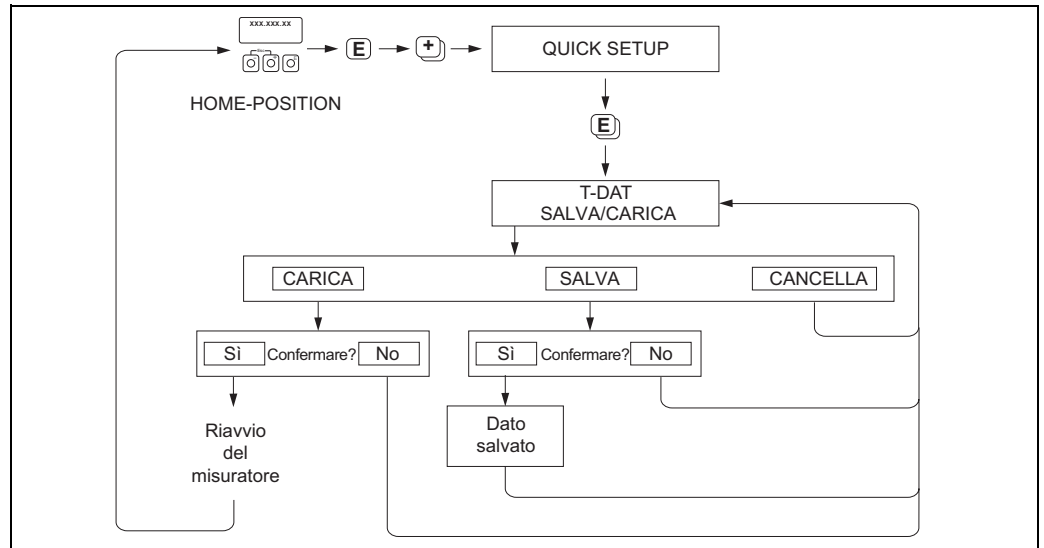 xxx.xxx.xx
esc
E
+
QUICK SETUP
HOME-POSITION
E
T-DAT
SALVA/CARICA
CARICA
SALVA
CANCELLA
Sì Confermare? No
Sì Confermare? No
Riavvio
del
misuratore
Dato
salvato